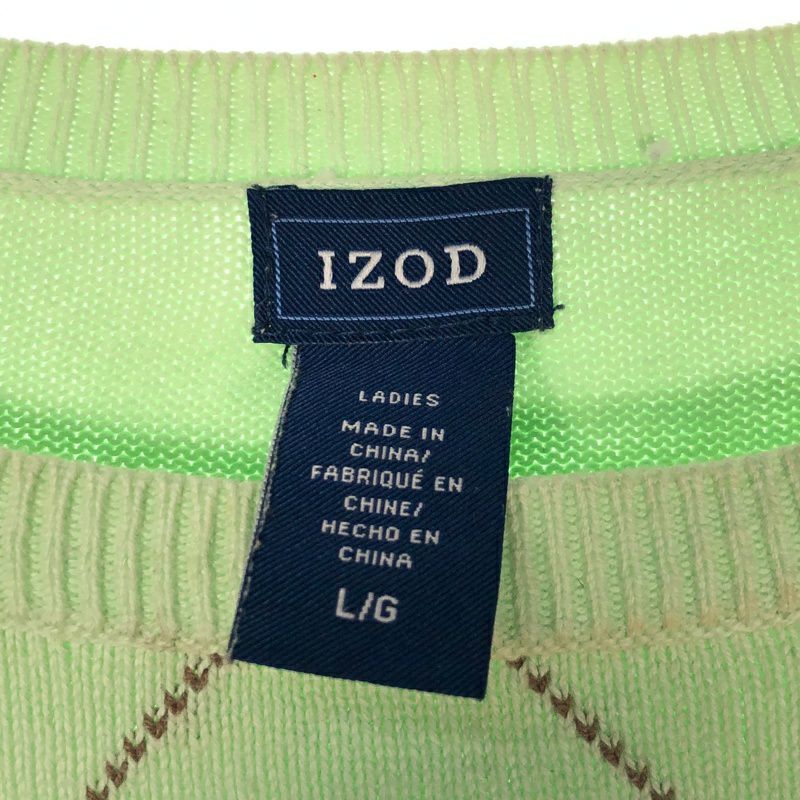 IZOD
LADIES
MADE IN
CHINA/
FABRIQUÉ EN
CHINE/
HECHO EN
CHINA
L/G